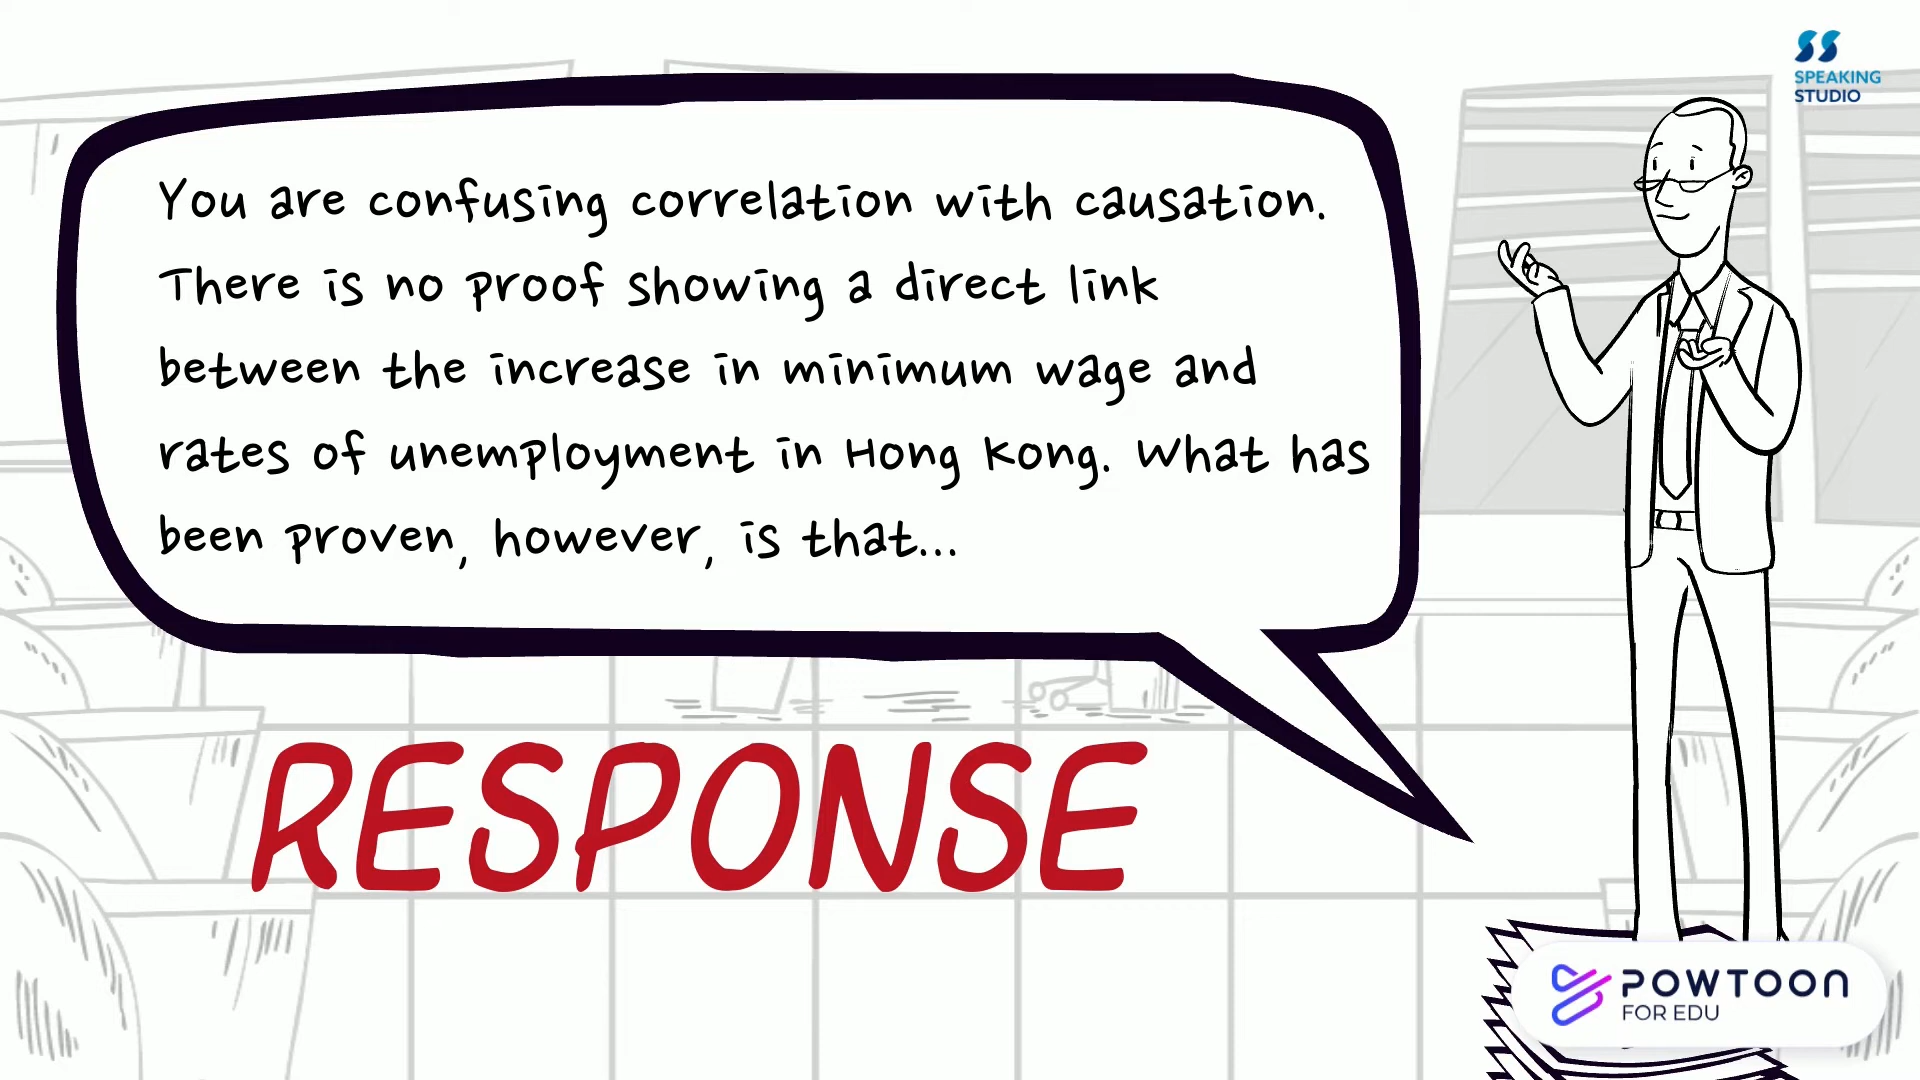 SPEAKING
STUDIO
You are confusing correlation with causation.
There is no proof showing a direct link
between the increase in minimum wage and
rates of unemployment in Hong Kong. What has
been proven, however, is that...
RESPONSE
POWTOON
FOR EDU